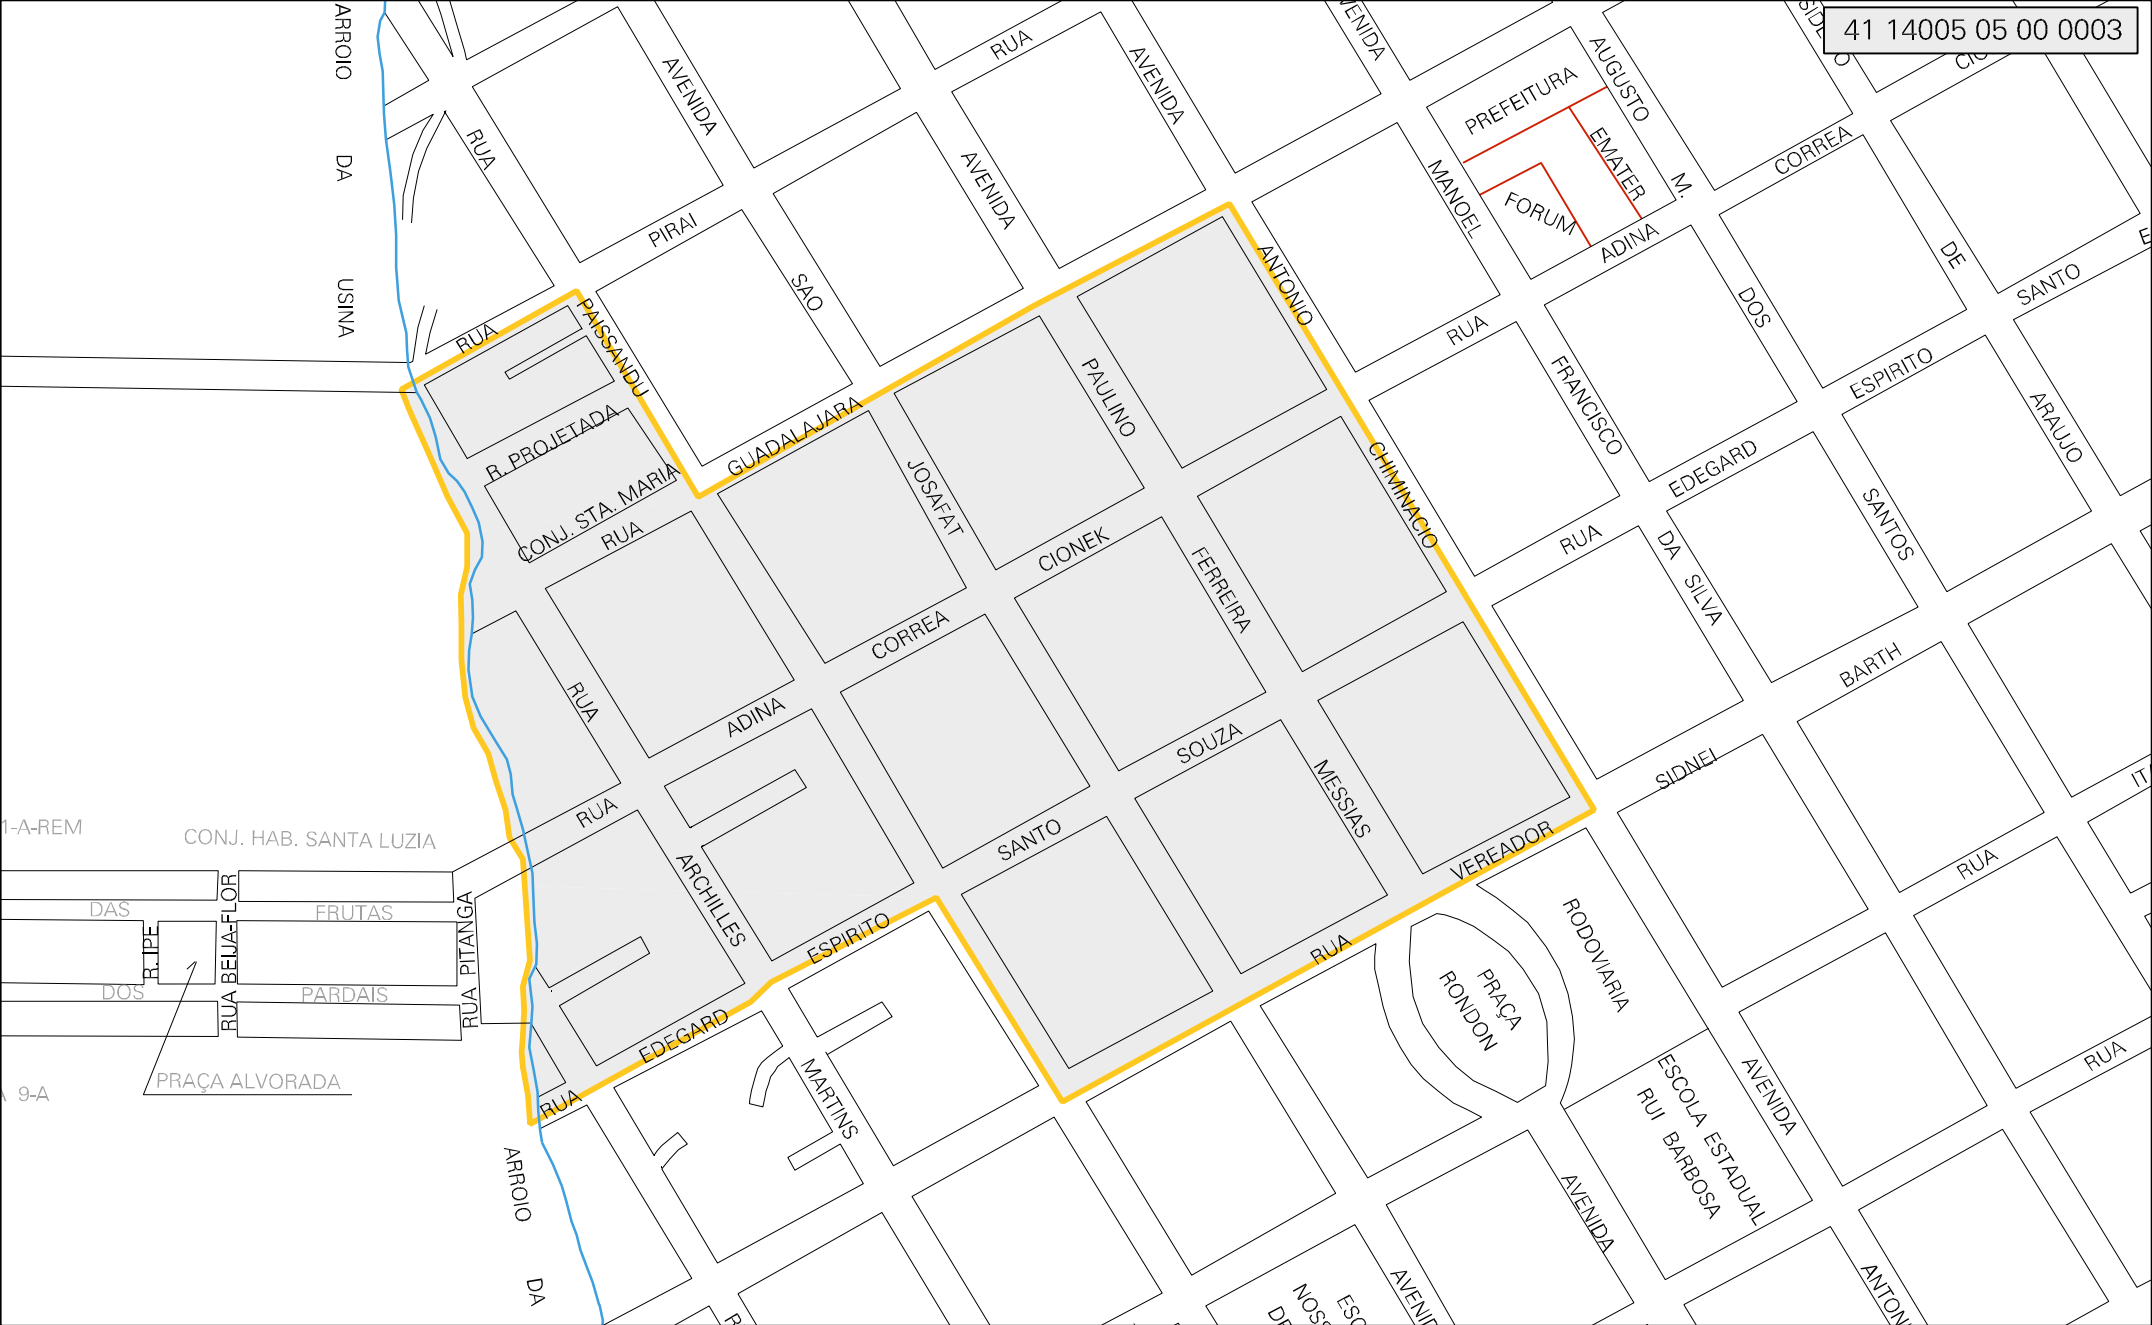 41 14005 05 00 0003
ARROIO
DA
USINA
RUA
AVENIDA
RUA
AVENIDA
AVENIDA
PREFEITURA
AUGUSTO
M.
EMATER
FORUM
MANOEL
ADINA
CORREA
DE
SANTO
RUA
PIRAI
SAO
RUA
PAISSANDU
ANTONIO
CHIMINACIO
RUA
FRANCISCO
DOS
ESPIRITO
ARAUJO
EDEGARD
SANTOS
R. PROJETADA
CONJ. STA. MARIA
RUA
GUADALAJARA
JOSAFAT
PAULINO
CIONEK
FERREIRA
RUA
DA
SILVA
BARTH
CORREA
ADINA
RUA
SOUZA
MESSIAS
SIDNEI
RUA
SANTO
VEREADOR
RUA
ARCHILLES
ESPIRITO
EDEGARD
RUA
MARTINS
1-A-REM
CONJ. HAB. SANTA LUZIA
DAS
FRUTAS
R. IPE
RUA BEIJA-FLOR
RUA PITANGA
DOS
PARDAIS
PRAÇA ALVORADA
9-A
RUA
PRAÇA
RONDON
RODOVIARIA
ESCOLA ESTADUAL
RUI BARBOSA
AVENIDA
AVENIDA
RUA
ARROIO
DA